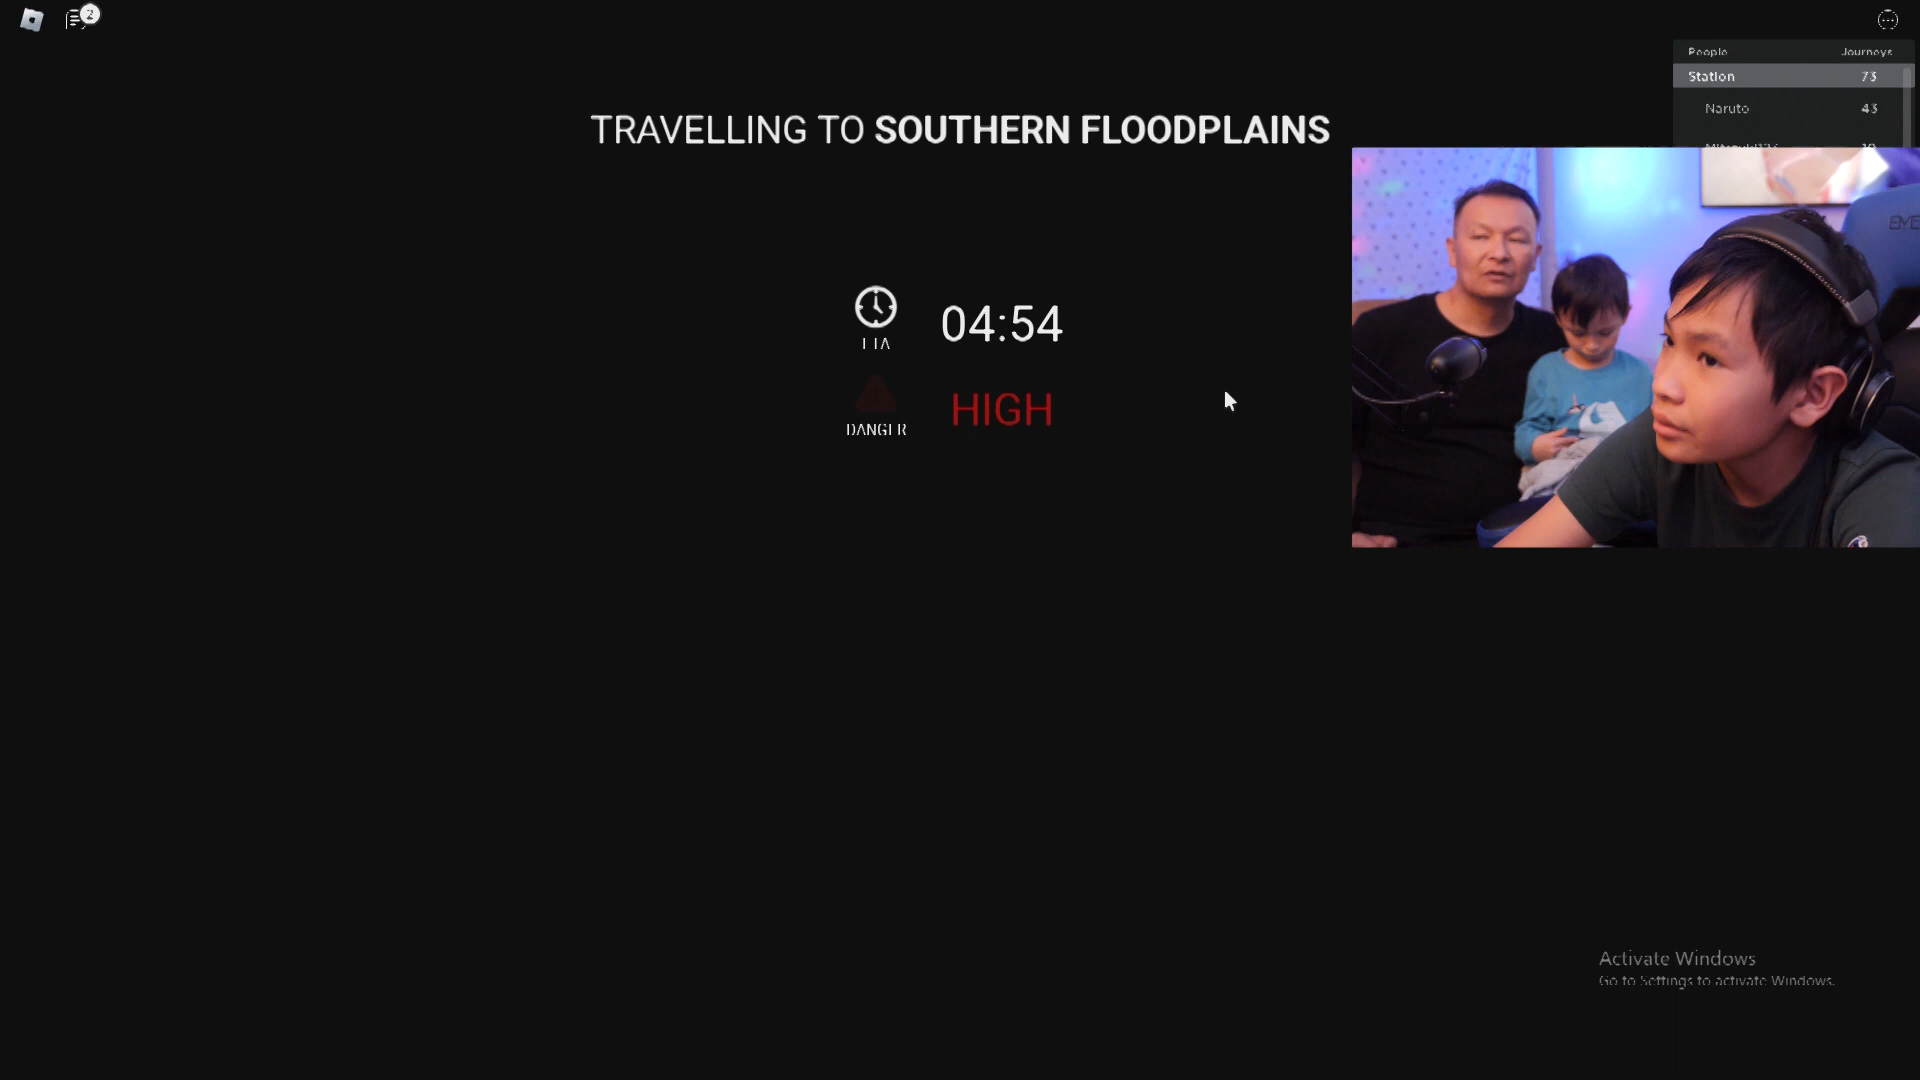 2
People Journeys
Station 73
Naruto 43
TRAVELLING TO SOUTHERN FLOODPLAINS
ETA 04:54
DANGER HIGH
Activate Windows
Go to Settings to activate Windows.